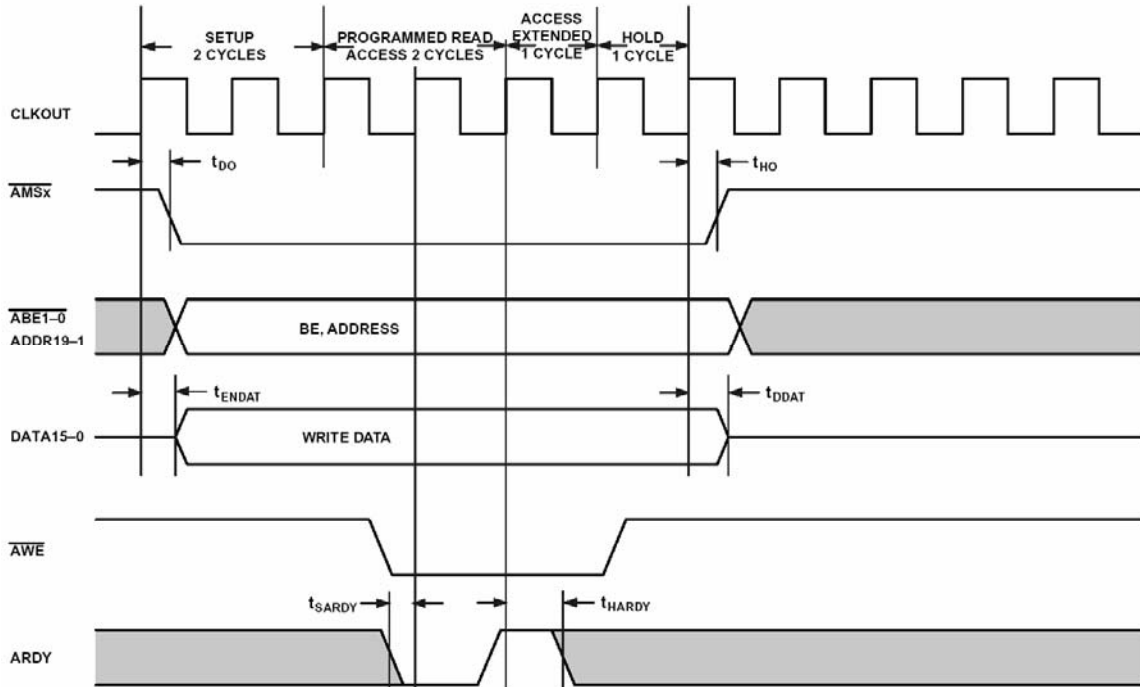 SETUP
2 CYCLES
PROGRAMMED READ
ACCESS 2 CYCLES
ACCESS
EXTENDED
1 CYCLE
HOLD
1 CYCLE
CLKOUT
tDO
tHO
AMSx
ABE1–0
ADDR19–1
BE, ADDRESS
tENDAT
tDDAT
DATA15–0
WRITE DATA
AWE
tSARDY
tHARDY
ARDY